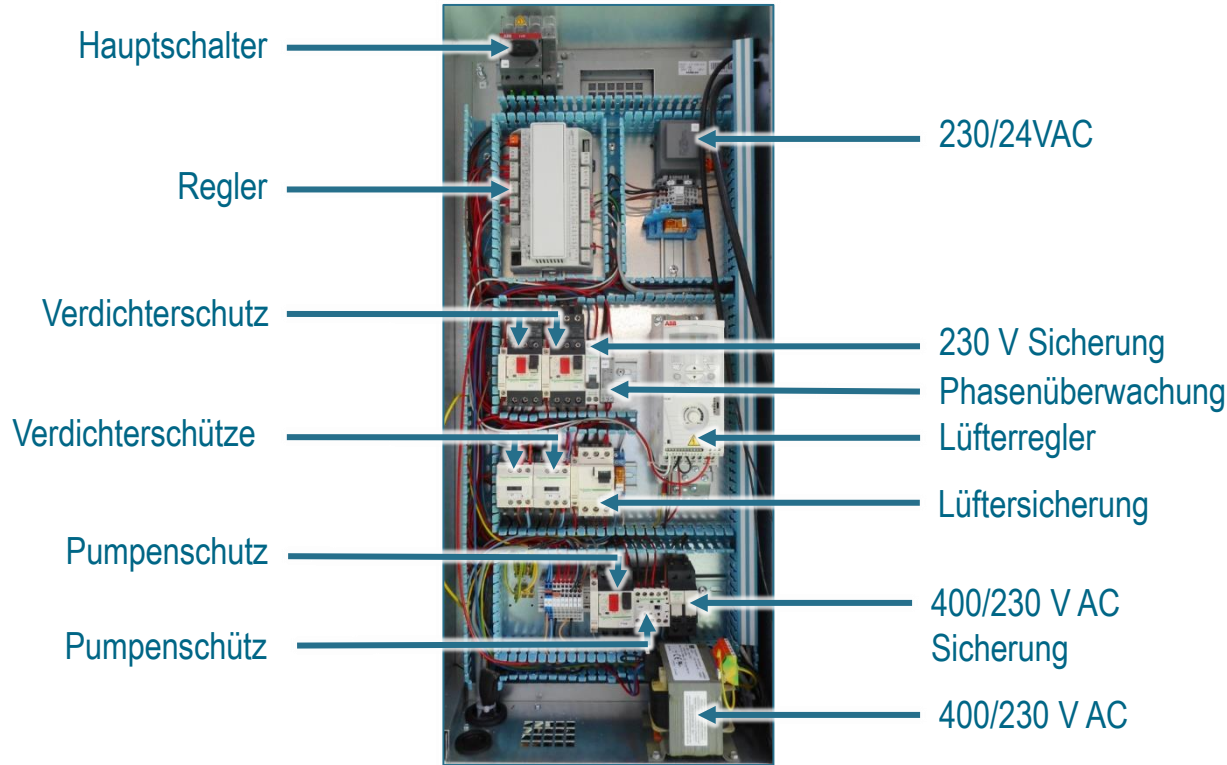 Hauptschalter
Regler
Verdichterschutz
Verdichterschütze
Pumpenschutz
Pumpenschütz
230/24VAC
230 V Sicherung
Phasenüberwachung
Lüfterregler
Lüftersicherung
400/230 V AC
Sicherung
400/230 V AC
ABB